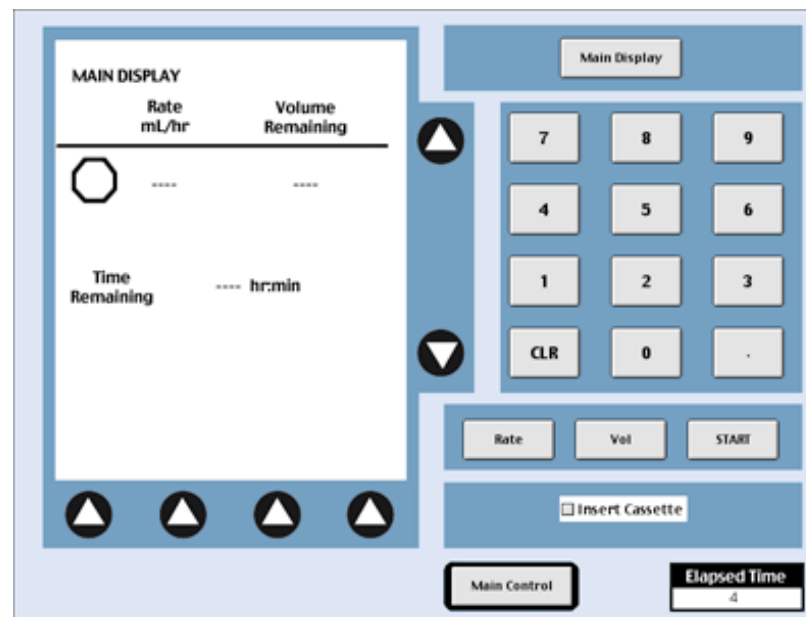 Main Display
MAIN DISPLAY
Rate Volume
mL/hr Remaining
---- ----
Time
Remaining
---- hr:min
7 8 9
4 5 6
1 2 3
CLR 0 .
Rate Vol START
Insert Cassette
Main Control
Elapsed Time
4